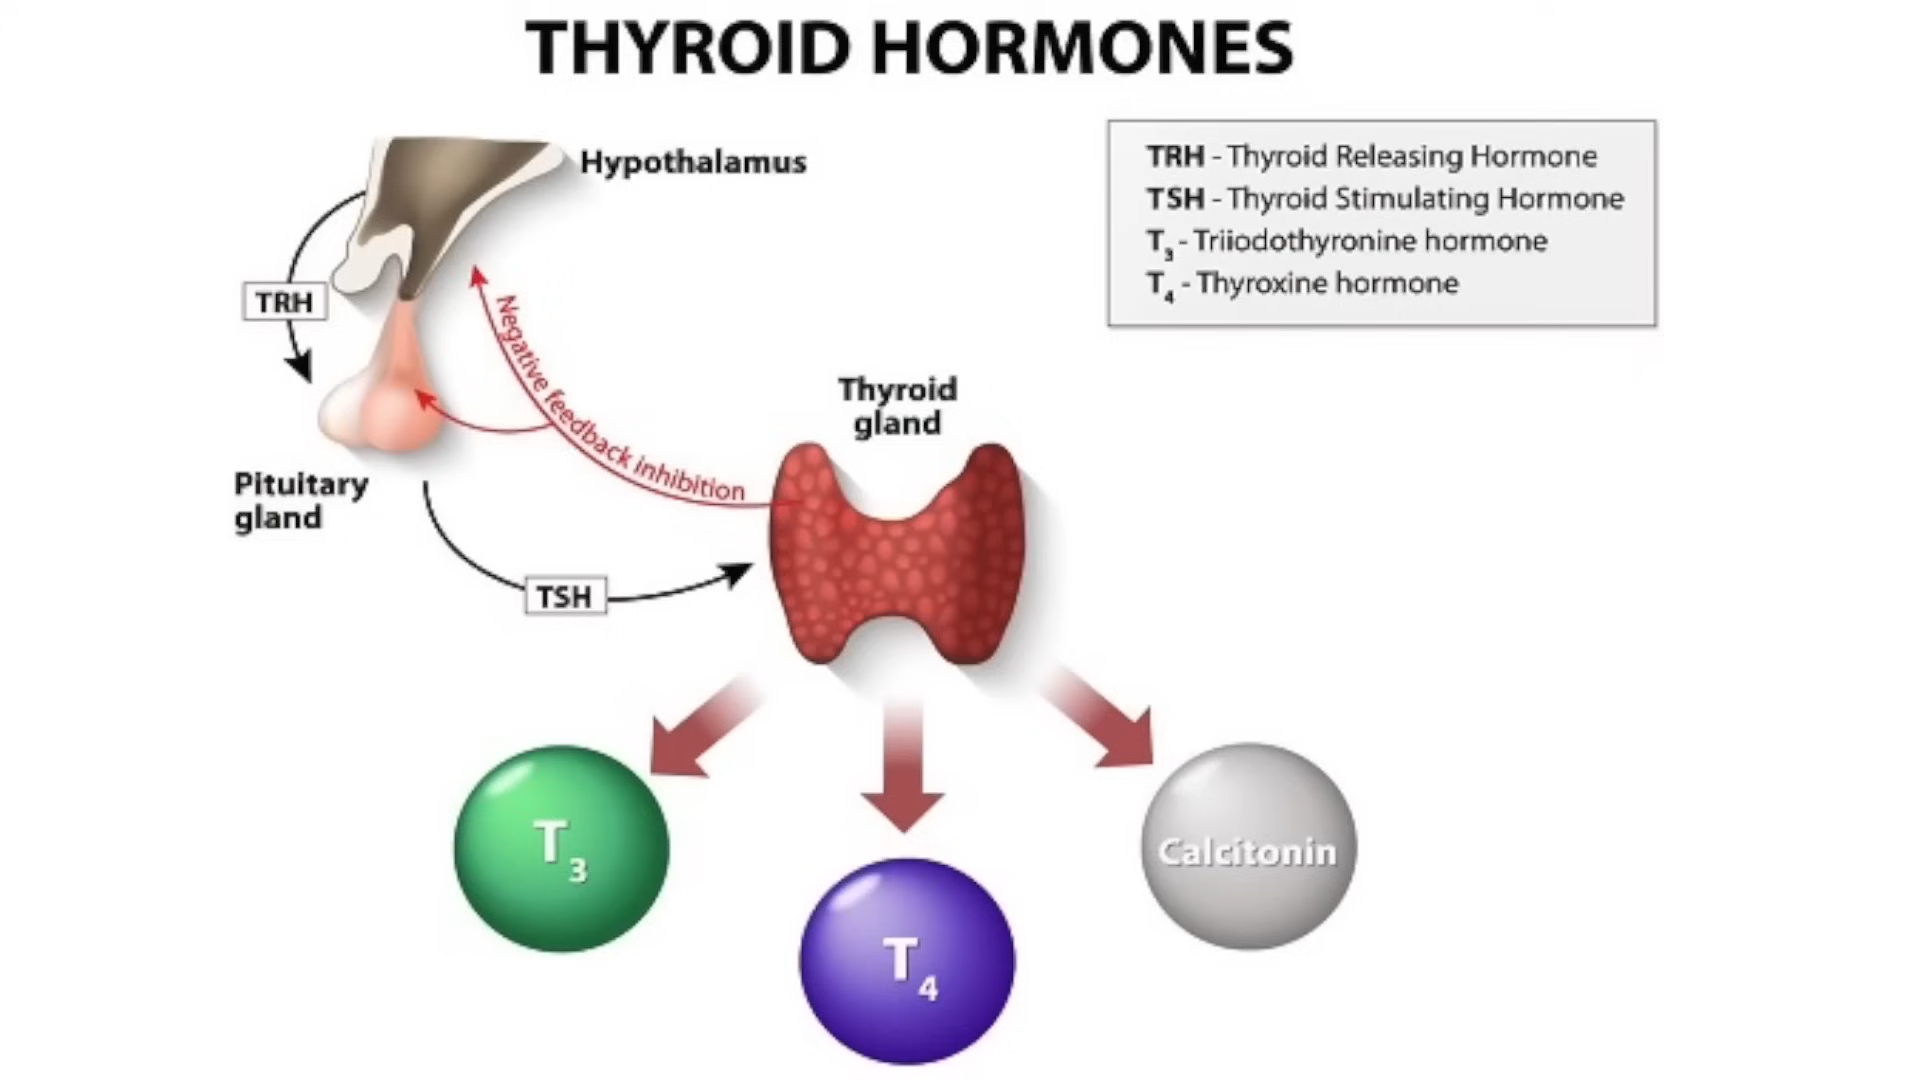 THYROID HORMONES
Hypothalamus
TRH - Thyroid Releasing Hormone
TSH - Thyroid Stimulating Hormone
T3 - Triiodothyronine hormone
T4 - Thyroxine hormone
TRH
Negative feedback inhibition
Thyroid
gland
Pituitary
gland
TSH
T3
T4
Calcitonin